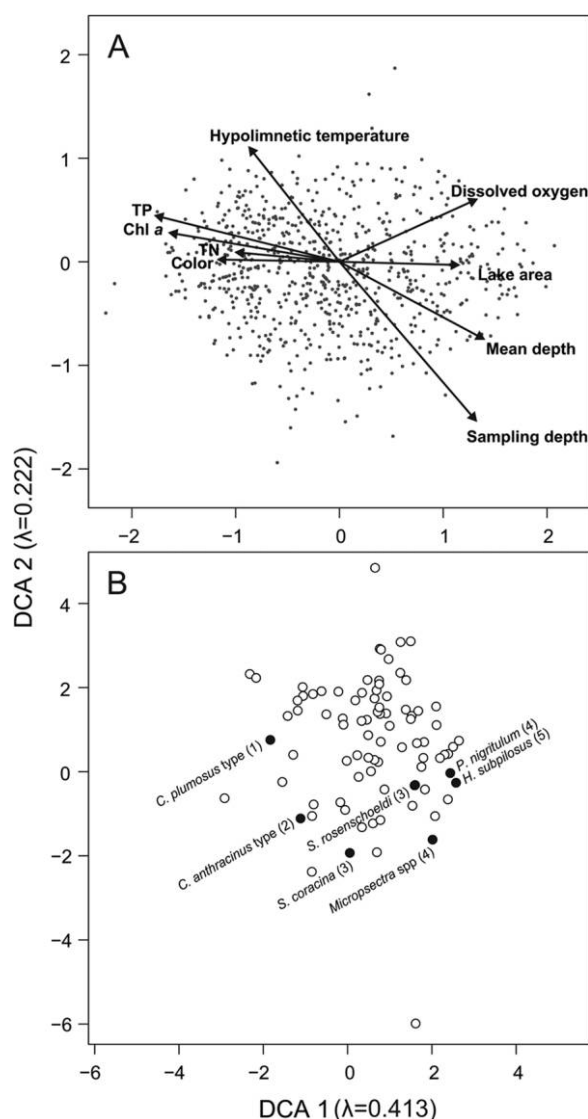 A
2
1
0
−1
−2
Hypolimnetic temperature
Dissolved oxygen
TP
Chl a
TN
Color
Lake area
Mean depth
Sampling depth
−2
−1
0
1
2
DCA 2 (λ=0.222)
B
4
2
0
−2
−4
−6
C. plumosus type (1)
C. anthracinus type (2)
S. coracina (3)
S. rosenschoeldi (3)
Micropsectra spp (4)
P. nigritulum (4)
H. subpilosus (5)
−6
−4
−2
0
2
4
DCA 1 (λ=0.413)